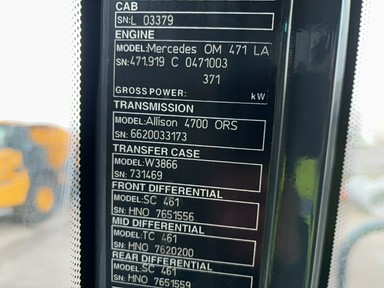 CAB
SN:L 03379
ENGINE
MODEL:Mercedes OM 471 LA
SN:471.919 C 0471003
371
GROSS POWER: kW
TRANSMISSION
MODEL:Allison 4700 ORS
SN: 6620033173
TRANSFER CASE
MODEL:W3866
SN: 731469
FRONT DIFFERENTIAL
MODEL:SC 461
SN: HNO 7651556
MID DIFFERENTIAL
MODEL:TC 461
SN: HNO 7620200
REAR DIFFERENTIAL
MODEL:SC 461
SN: HNO 7651559